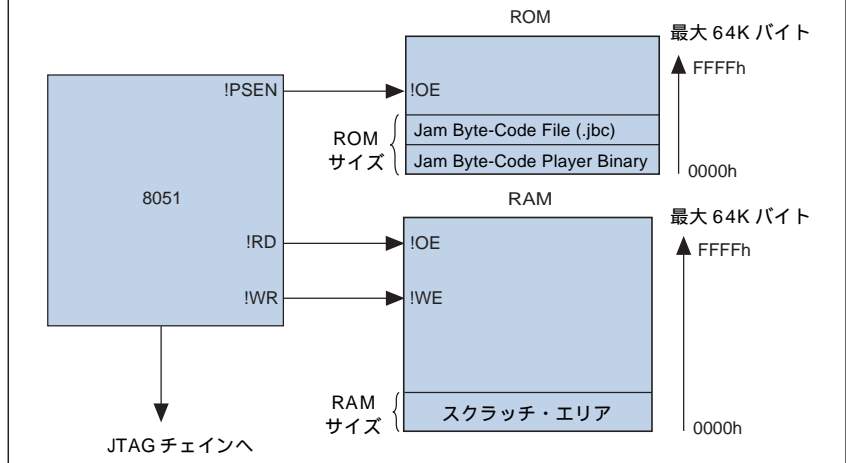 ROM
最大 64K バイト
FFFFh
!PSEN
!OE
Jam Byte-Code File (.jbc)
ROM
サイズ
Jam Byte-Code Player Binary
0000h
8051
RAM
最大 64K バイト
!RD
!OE
FFFFh
!WR
!WE
RAM
サイズ
スクラッチ・エリア
0000h
JTAG チェインへ